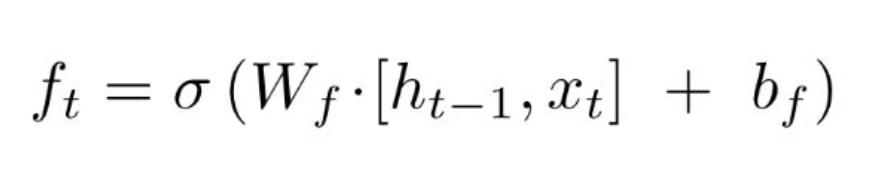 f_t = σ (W_f · [h_{t−1}, x_t] + b_f)